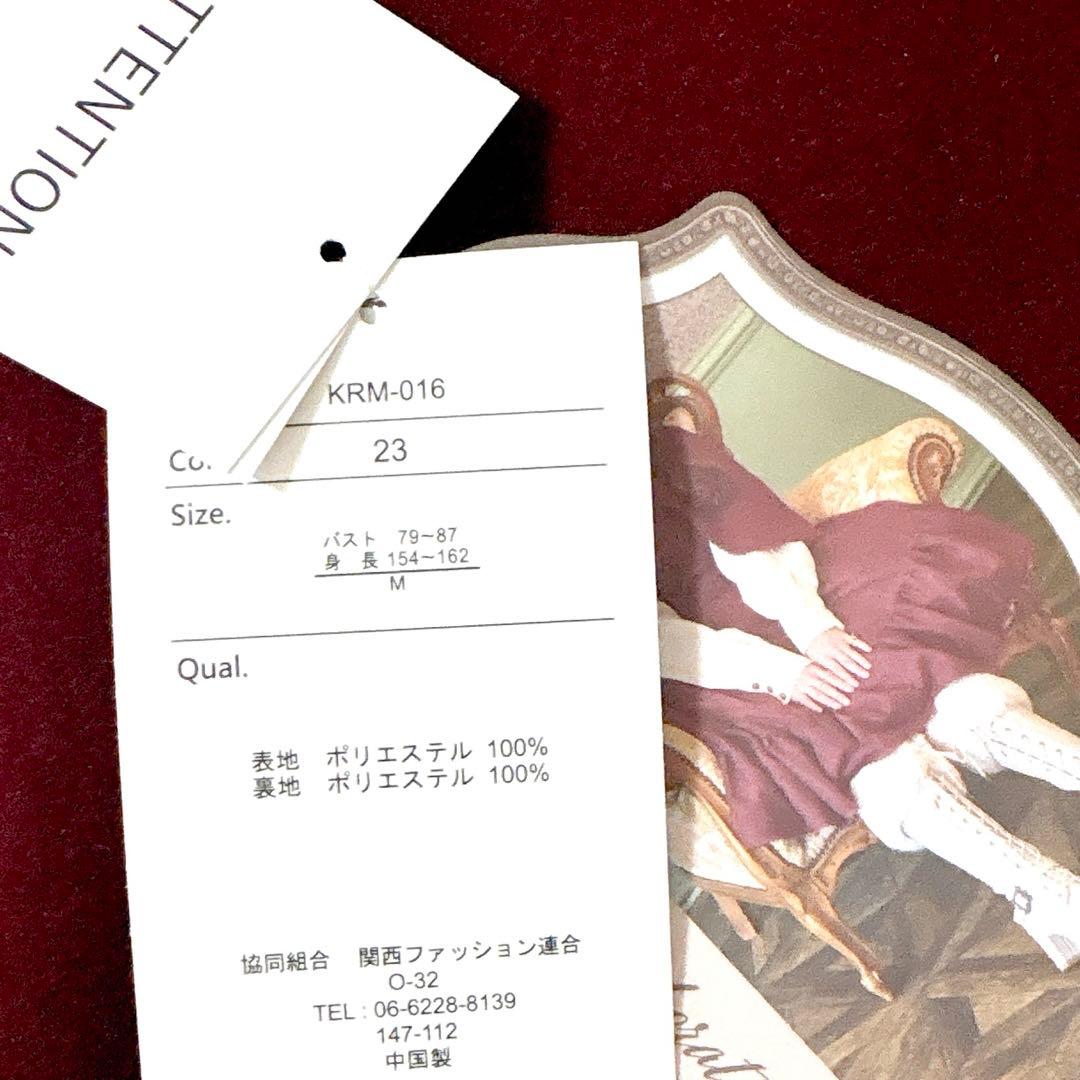 TTENTION
KRM-016
Co. 23
Size.
バスト 79~87
身 長 154~162
M
Qual.
表地 ポリエステル 100%
裏地 ポリエステル 100%
協同組合 関西ファッション連合
O-32
TEL : 06-6228-8139
147-112
中国製